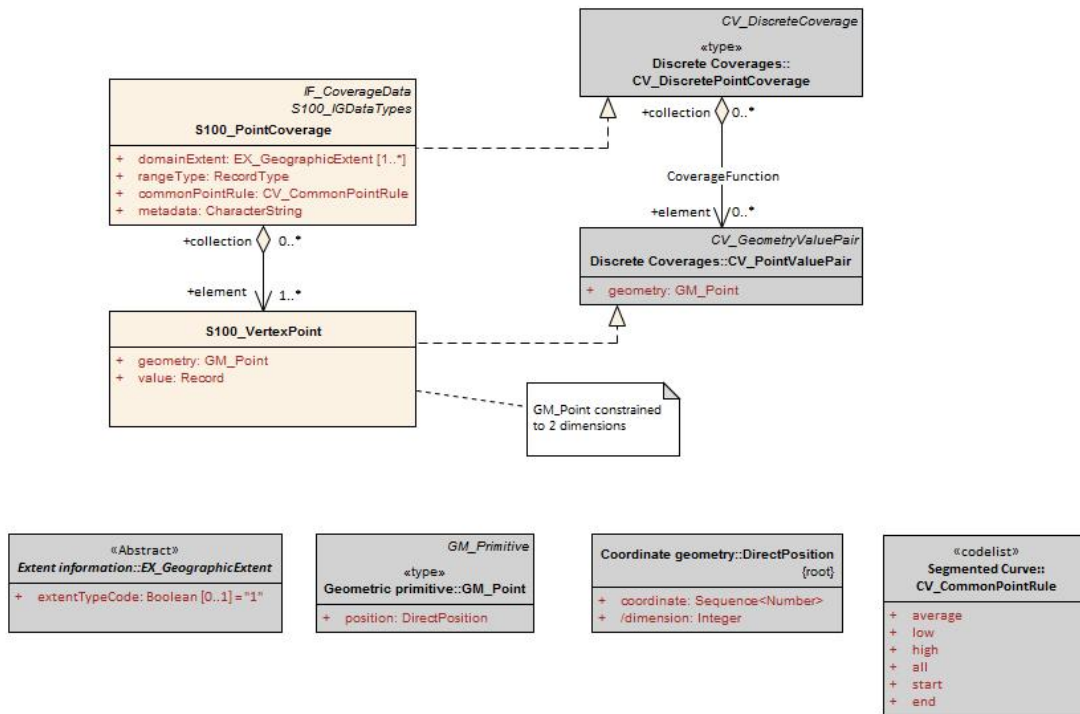 CV_DiscreteCoverage
«type»
Discrete Coverages::
CV_DiscretePointCoverage
IF_CoverageData
S100_IGDataTypes
S100_PointCoverage
+ domainExtent: EX_GeographicExtent [1..*]
+ rangeType: RecordType
+ commonPointRule: CV_CommonPointRule
+ metadata: CharacterString
+collection 0..*
CoverageFunction
+element 0..*
+collection 0..*
+element 1..*
CV_GeometryValuePair
Discrete Coverages::CV_PointValuePair
+ geometry: GM_Point
S100_VertexPoint
+ geometry: GM_Point
+ value: Record
GM_Point constrained
to 2 dimensions
«Abstract»
Extent information::EX_GeographicExtent
+ extentTypeCode: Boolean [0..1] = "1"
GM_Primitive
«type»
Geometric primitive::GM_Point
+ position: DirectPosition
Coordinate geometry::DirectPosition
{root}
+ coordinate: Sequence<Number>
+ /dimension: Integer
«codelist»
Segmented Curve::
CV_CommonPointRule
+ average
+ low
+ high
+ all
+ start
+ end